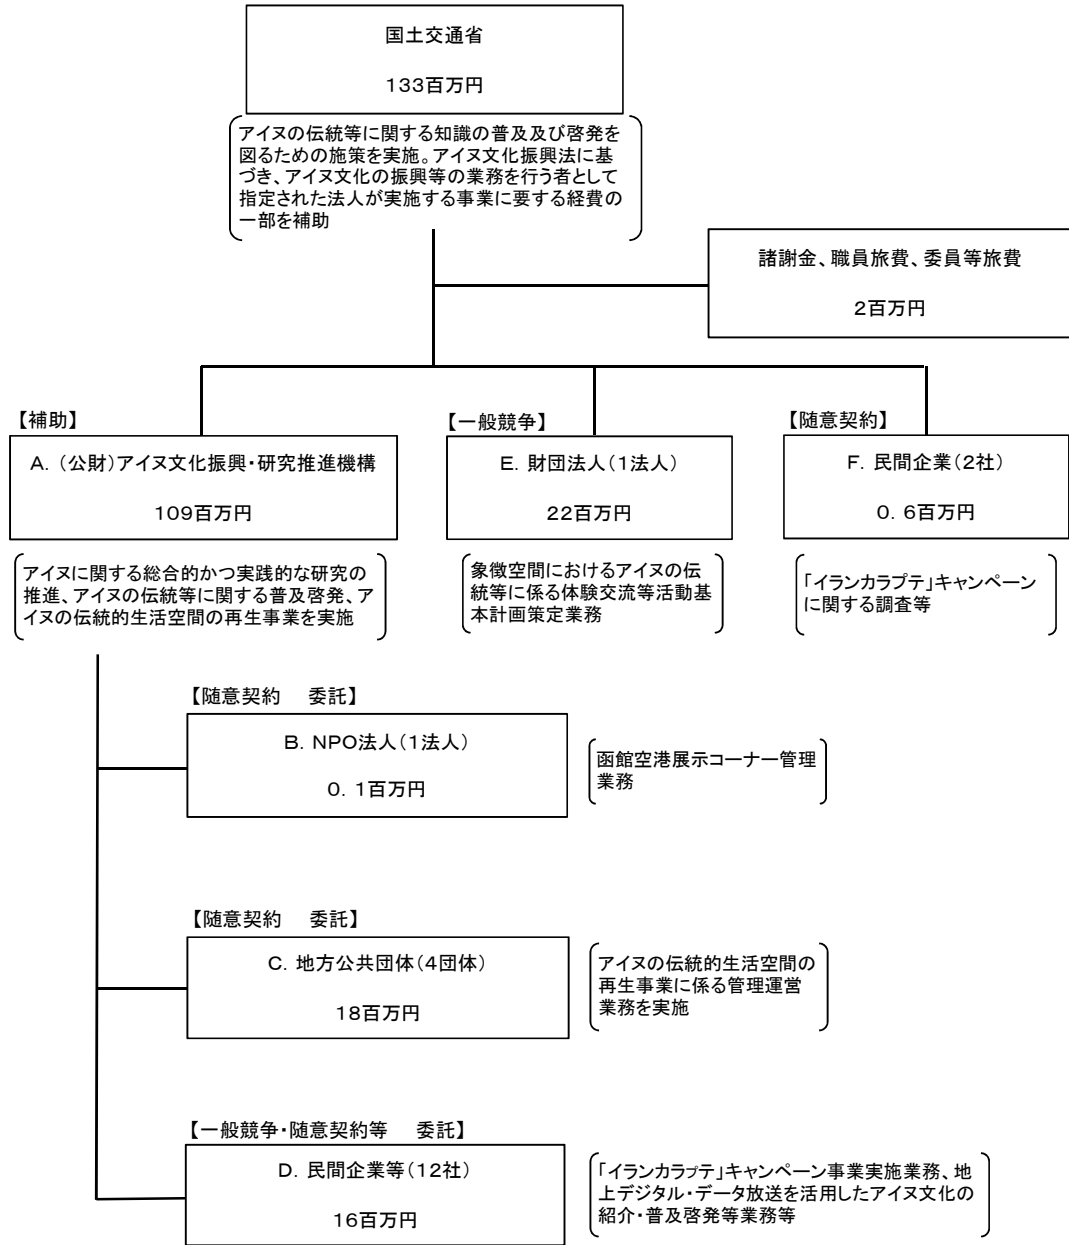 国土交通省
133百万円
アイヌの伝統等に関する知識の普及及び啓発を
図るための施策を実施。アイヌ文化振興法に基
づき、アイヌ文化の振興等の業務を行う者として
指定された法人が実施する事業に要する経費の
一部を補助
諸謝金、職員旅費、委員等旅費
2百万円
【補助】
A. (公財)アイヌ文化振興・研究推進機構
109百万円
アイヌに関する総合的かつ実践的な研究の
推進、アイヌの伝統等に関する普及啓発、アイ
ヌの伝統的生活空間の再生事業を実施
【一般競争】
E. 財団法人(1法人)
22百万円
象徴空間におけるアイヌの伝
統等に係る体験交流等活動基
本計画策定業務
【随意契約】
F. 民間企業(2社)
0. 6百万円
「イランカラプテ」キャンペーン
に関する調査等
【随意契約 委託】
B. NPO法人(1法人)
0. 1百万円
函館空港展示コーナー管理
業務
【随意契約 委託】
C. 地方公共団体(4団体)
18百万円
アイヌの伝統的生活空間の
再生事業に係る管理運営
業務を実施
【一般競争・随意契約等 委託】
D. 民間企業等(12社)
16百万円
「イランカラプテ」キャンペーン事業実施業務、地
上デジタル・データ放送を活用したアイヌ文化の
紹介・普及啓発等業務等